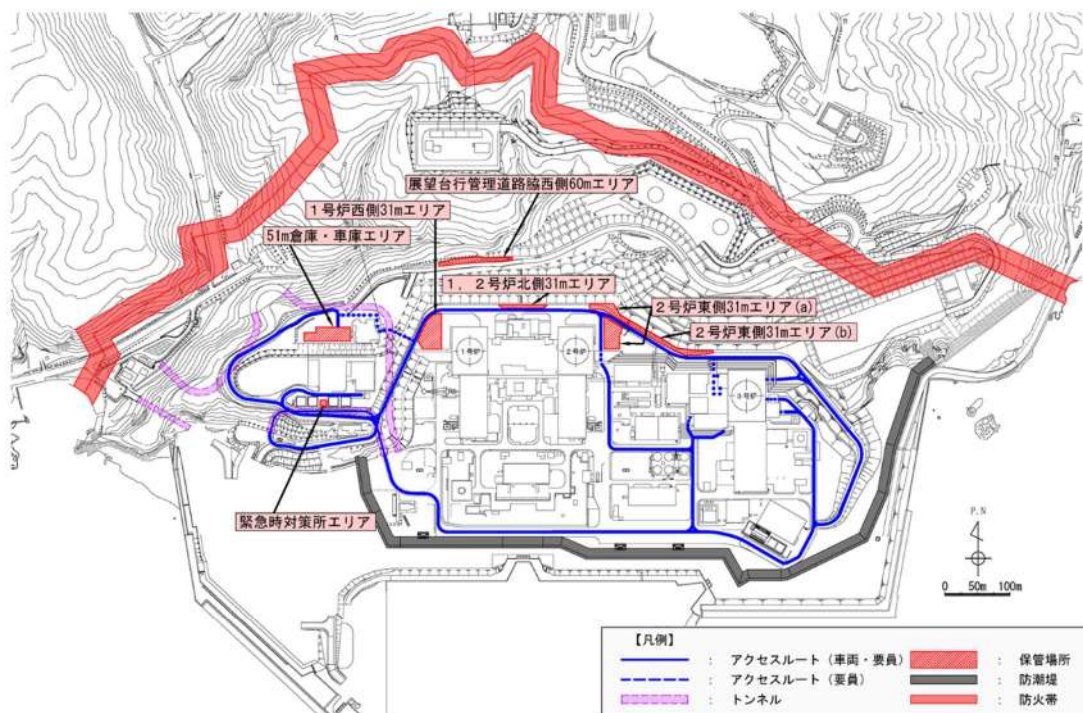 展望台行管理道路脇西側60mエリア
1号炉西側31mエリア
51m倉庫・車庫エリア
1,2号炉北側31mエリア
2号炉東側31mエリア(a)
2号炉東側31mエリア(b)
1号炉
2号炉
3号炉
緊急時対策所エリア
P.N
0 50m 100m
【凡例】
: アクセスルート(車両・要員)
: アクセスルート(要員)
: トンネル
: 保管場所
: 防潮堤
: 防火帯